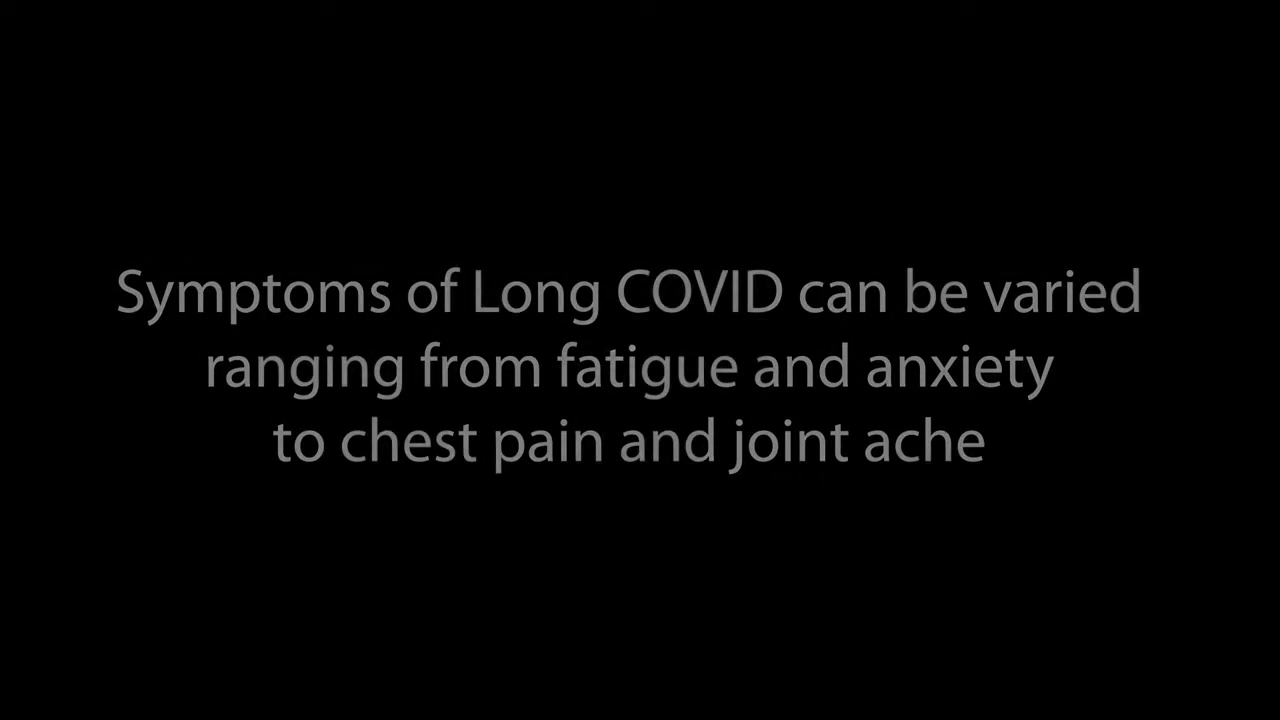 Symptoms of Long COVID can be varied
ranging from fatigue and anxiety
to chest pain and joint ache